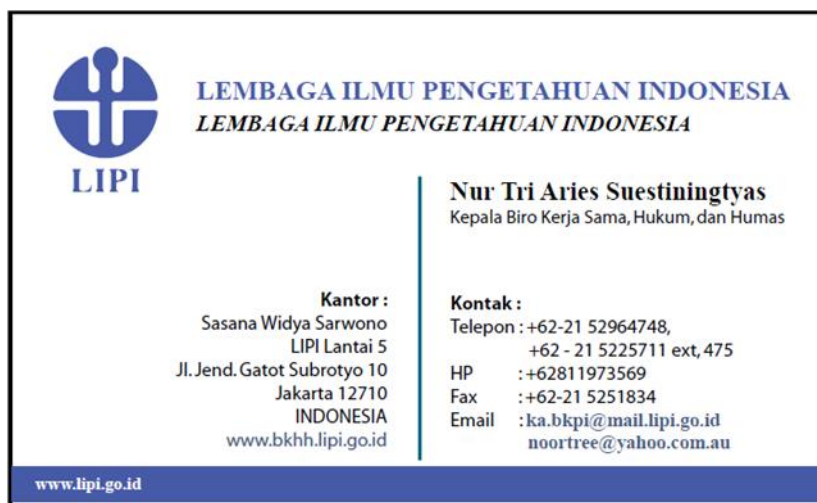 LIPI
LEMBAGA ILMU PENGETAHUAN INDONESIA
LEMBAGA ILMU PENGETAHUAN INDONESIA
Nur Tri Aries Suestiningtyas
Kepala Biro Kerja Sama, Hukum, dan Humas
Kantor :
Sasana Widya Sarwono
LIPI Lantai 5
Jl. Jend. Gatot Subrotyo 10
Jakarta 12710
INDONESIA
www.bkhh.lipi.go.id
Kontak :
Telepon : +62-21 52964748,
+62 - 21 5225711 ext, 475
HP : +62811973569
Fax : +62-21 5251834
Email : ka.bkpi@mail.lipi.go.id
noortree@yahoo.com.au
www.lipi.go.id